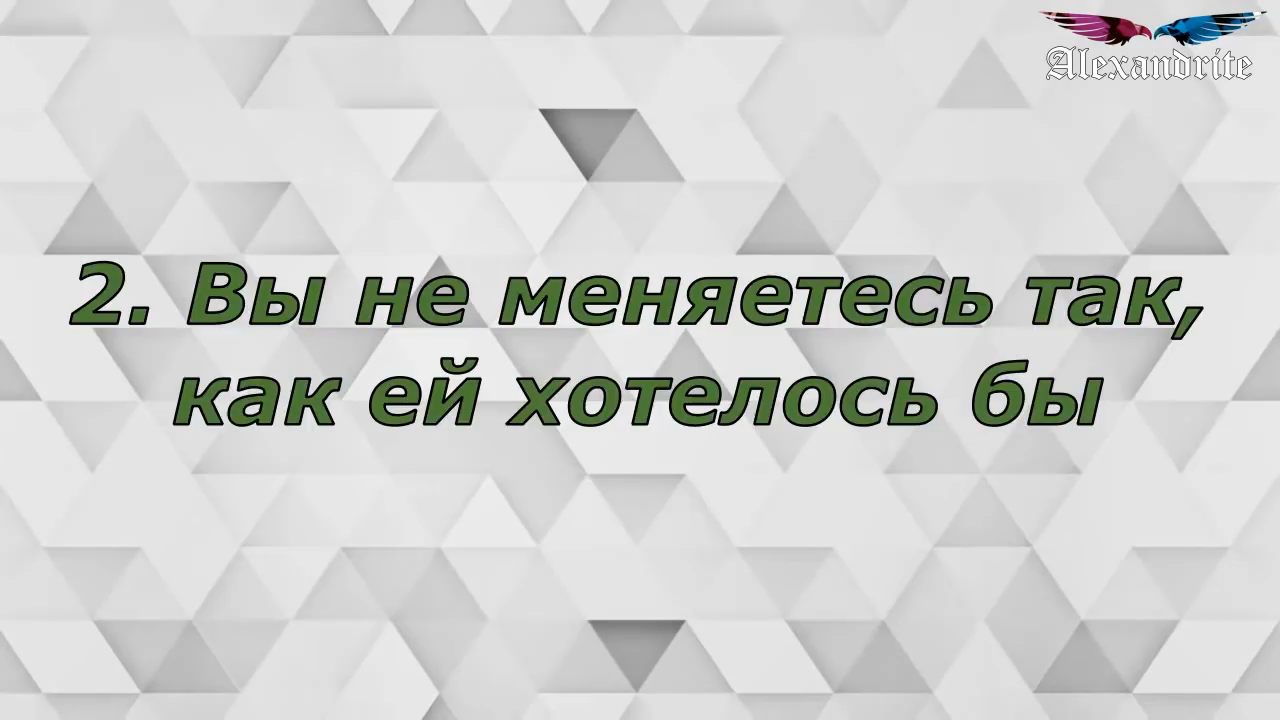 Alexandrite
2. Вы не меняетесь так,
как ей хотелось бы